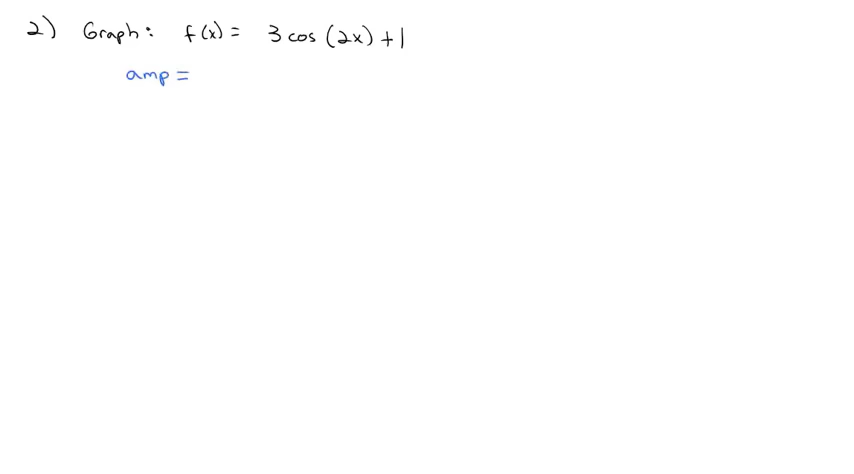 2) Graph: f(x) = 3 cos (2x) + 1
amp =